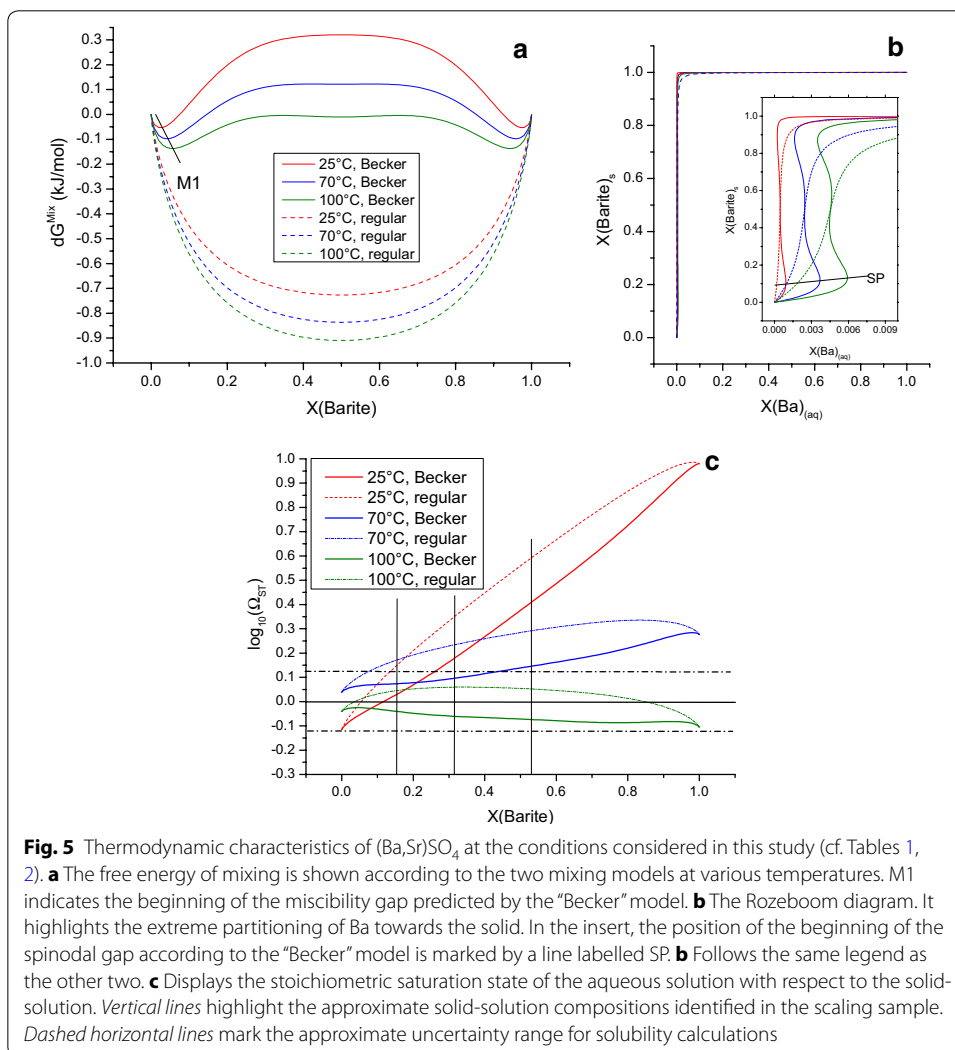 a
0.3
0.2
0.1
0.0
-0.1
-0.2
-0.3
-0.4
-0.5
-0.6
-0.7
-0.8
-0.9
-1.0
dG^Mix (kJ/mol)
M1
25°C, Becker
70°C, Becker
100°C, Becker
25°C, regular
70°C, regular
100°C, regular
0.0 0.2 0.4 0.6 0.8 1.0
X(Barite)
b
1.0
0.8
0.6
0.4
0.2
0.0
X(Barite)s
1.0
0.8
0.6
0.4
0.2
0.0
X(Barite)s
SP
0.000 0.003 0.006 0.009
X(Ba)(aq)
0.0 0.2 0.4 0.6 0.8 1.0
X(Ba)(aq)
c
1.0
0.9
0.8
0.7
0.6
0.5
0.4
0.3
0.2
0.1
0.0
-0.1
-0.2
-0.3
log10(ΩST)
25°C, Becker
25°C, regular
70°C, Becker
70°C, regular
100°C, Becker
100°C, regular
0.0 0.2 0.4 0.6 0.8 1.0
X(Barite)
Fig. 5 Thermodynamic characteristics of (Ba,Sr)SO4 at the conditions considered in this study (cf. Tables 1,
2). a The free energy of mixing is shown according to the two mixing models at various temperatures. M1
indicates the beginning of the miscibility gap predicted by the “Becker” model. b The Rozeboom diagram. It
highlights the extreme partitioning of Ba towards the solid. In the insert, the position of the beginning of the
spinodal gap according to the “Becker” model is marked by a line labelled SP. b Follows the same legend as
the other two. c Displays the stoichiometric saturation state of the aqueous solution with respect to the solid-
solution. Vertical lines highlight the approximate solid-solution compositions identified in the scaling sample.
Dashed horizontal lines mark the approximate uncertainty range for solubility calculations